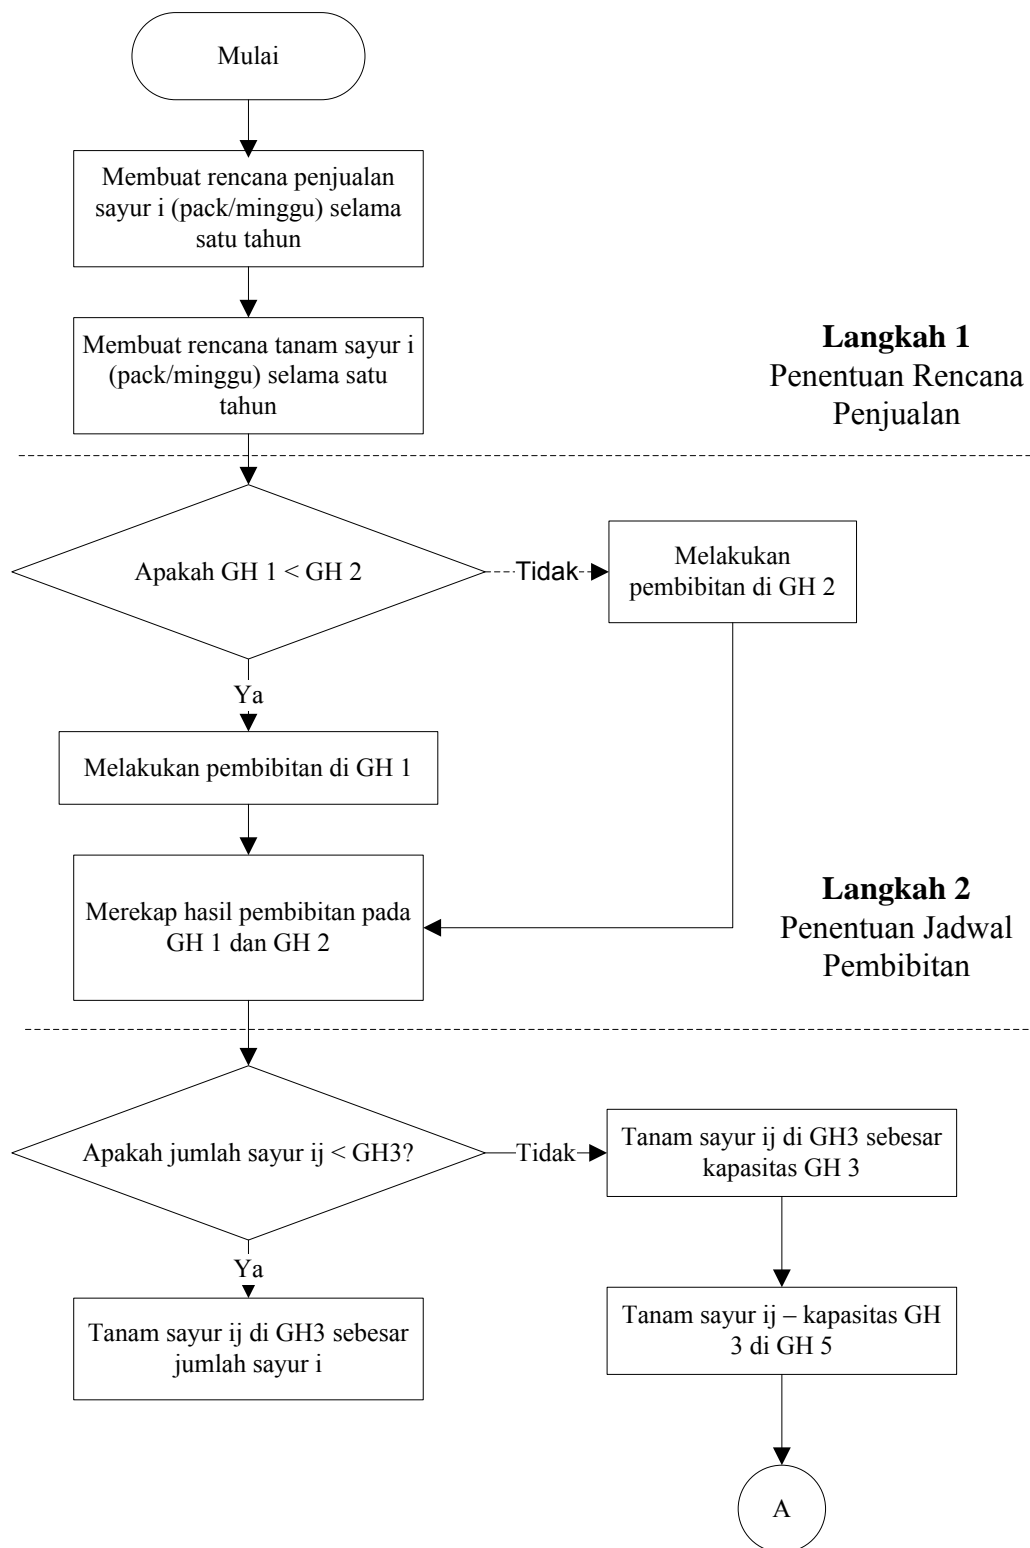 Mulai
Membuat rencana penjualan
sayur i (pack/minggu) selama
satu tahun
Membuat rencana tanam sayur i
(pack/minggu) selama satu
tahun
Langkah 1
Penentuan Rencana
Penjualan
Apakah GH 1 < GH 2
Tidak
Melakukan
pembibitan di GH 2
Ya
Melakukan pembibitan di GH 1
Merekap hasil pembibitan pada
GH 1 dan GH 2
Langkah 2
Penentuan Jadwal
Pembibitan
Apakah jumlah sayur ij < GH3?
Tidak
Tanam sayur ij di GH3 sebesar
kapasitas GH 3
Ya
Tanam sayur ij di GH3 sebesar
jumlah sayur i
Tanam sayur ij – kapasitas GH
3 di GH 5
A